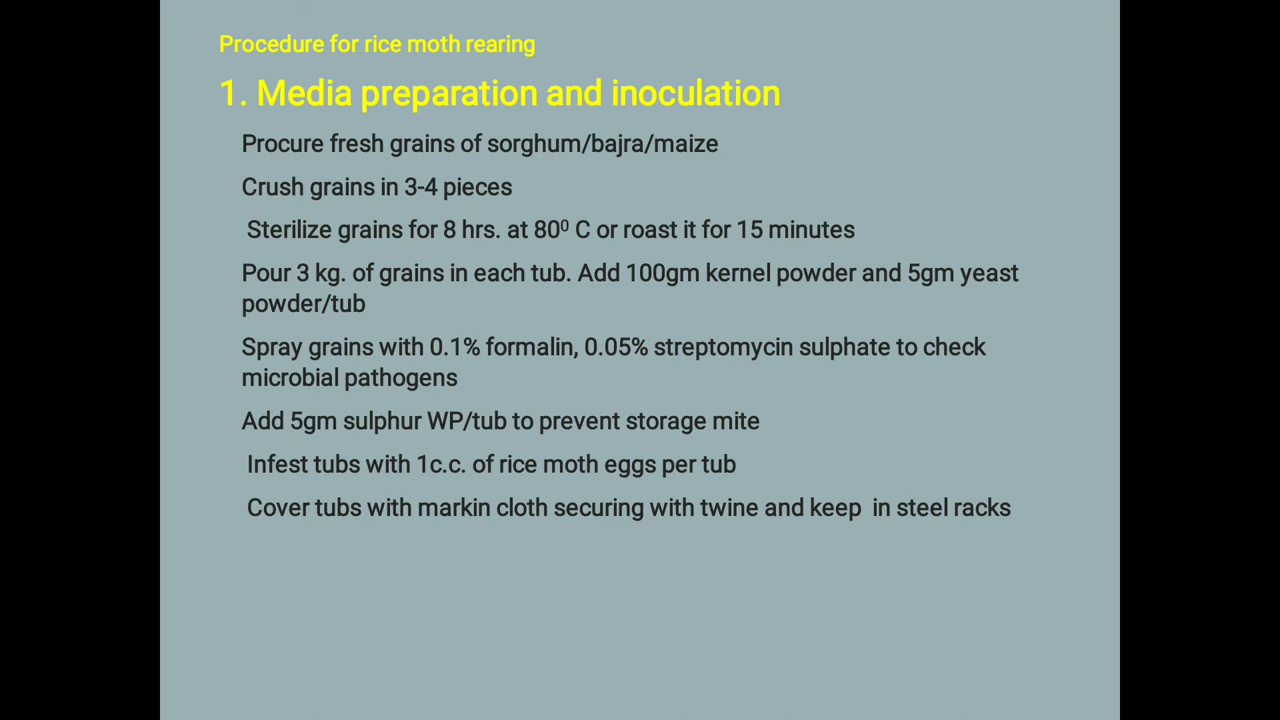 Procedure for rice moth rearing
1. Media preparation and inoculation
Procure fresh grains of sorghum/bajra/maize
Crush grains in 3-4 pieces
Sterilize grains for 8 hrs. at 80⁰ C or roast it for 15 minutes
Pour 3 kg. of grains in each tub. Add 100gm kernel powder and 5gm yeast
powder/tub
Spray grains with 0.1% formalin, 0.05% streptomycin sulphate to check
microbial pathogens
Add 5gm sulphur WP/tub to prevent storage mite
Infest tubs with 1c.c. of rice moth eggs per tub
Cover tubs with markin cloth securing with twine and keep  in steel racks